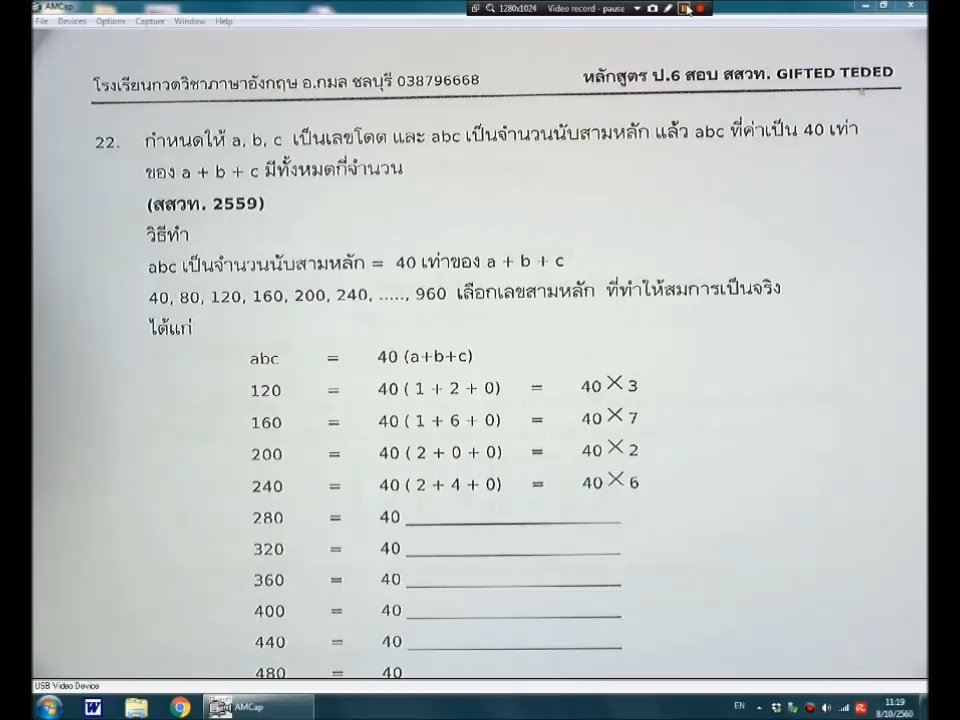 AMCap
1280x1024 Video record - pause
File Devices Options Capture Window Help
โรงเรียนกวดวิชาภาษาอังกฤษ อ.กมล ชลบุรี 038796668 หลักสูตร ป.6 สอบ สสวท. GIFTED TEDED
22. กำหนดให้ a, b, c เป็นเลขโดด และ abc เป็นจำนวนนับสามหลัก แล้ว abc ที่ค่าเป็น 40 เท่า
ของ a + b + c มีทั้งหมดกี่จำนวน
(สสวท. 2559)
วิธีทำ
abc เป็นจำนวนนับสามหลัก = 40 เท่าของ a + b + c
40, 80, 120, 160, 200, 240, ....., 960 เลือกเลขสามหลัก ที่ทำให้สมการเป็นจริง
ได้แก่
abc = 40 (a+b+c)
120 = 40 ( 1 + 2 + 0) = 40 × 3
160 = 40 ( 1 + 6 + 0) = 40 × 7
200 = 40 ( 2 + 0 + 0) = 40 × 2
240 = 40 ( 2 + 4 + 0) = 40 × 6
280 = 40
320 = 40
360 = 40
400 = 40
440 = 40
480 = 40
USB Video Device
AMCap
EN
11:19
8/10/2560